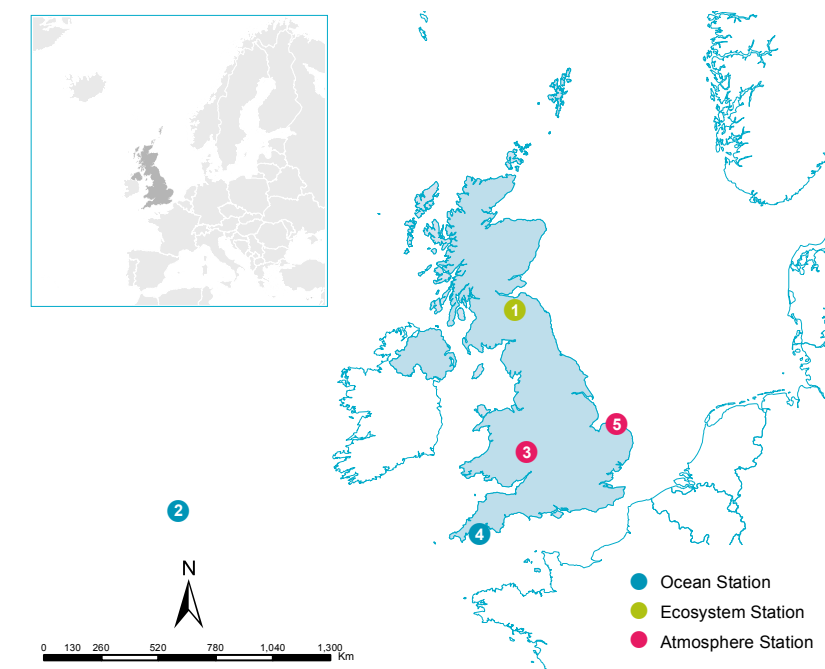 1
5
3
2
4
N
Ocean Station
Ecosystem Station
Atmosphere Station
0 130 260 520 780 1,040 1,300
Km